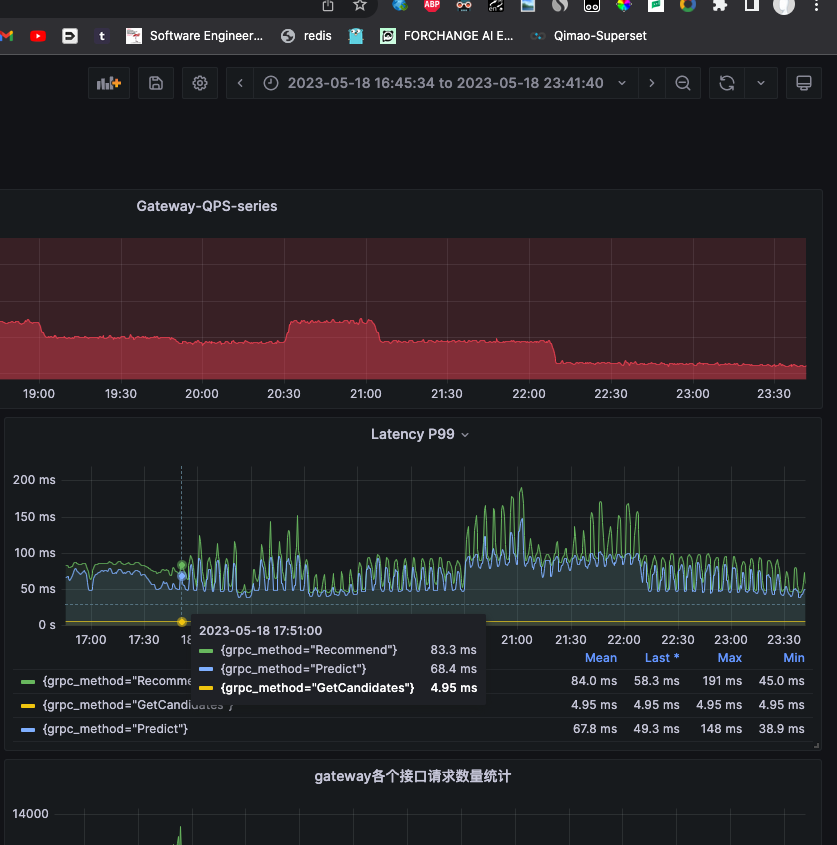 ABP
t
Software Engineer...
redis
FORCHANGE AI E...
Qimao-Superset
2023-05-18 16:45:34 to 2023-05-18 23:41:40
Gateway-QPS-series
19:00 19:30 20:00 20:30 21:00 21:30 22:00 22:30 23:00 23:30
Latency P99
200 ms
150 ms
100 ms
50 ms
0 s
17:00 17:30 18 21:00 21:30 22:00 22:30 23:00 23:30
2023-05-18 17:51:00
{grpc_method="Recommend"} 83.3 ms
{grpc_method="Predict"} 68.4 ms
{grpc_method="GetCandidates"} 4.95 ms
Mean Last * Max Min
{grpc_method="Recomme 84.0 ms 58.3 ms 191 ms 45.0 ms
{grpc_method="GetCandidates"} 4.95 ms 4.95 ms 4.95 ms 4.95 ms
{grpc_method="Predict"} 67.8 ms 49.3 ms 148 ms 38.9 ms
gateway各个接口请求数量统计
14000